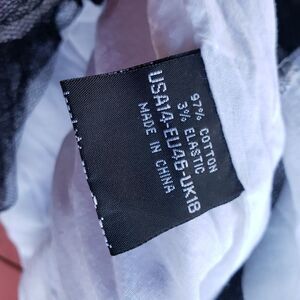 97% COTTON
3% ELASTIC
USA14-EU46-UK18
MADE IN CHINA